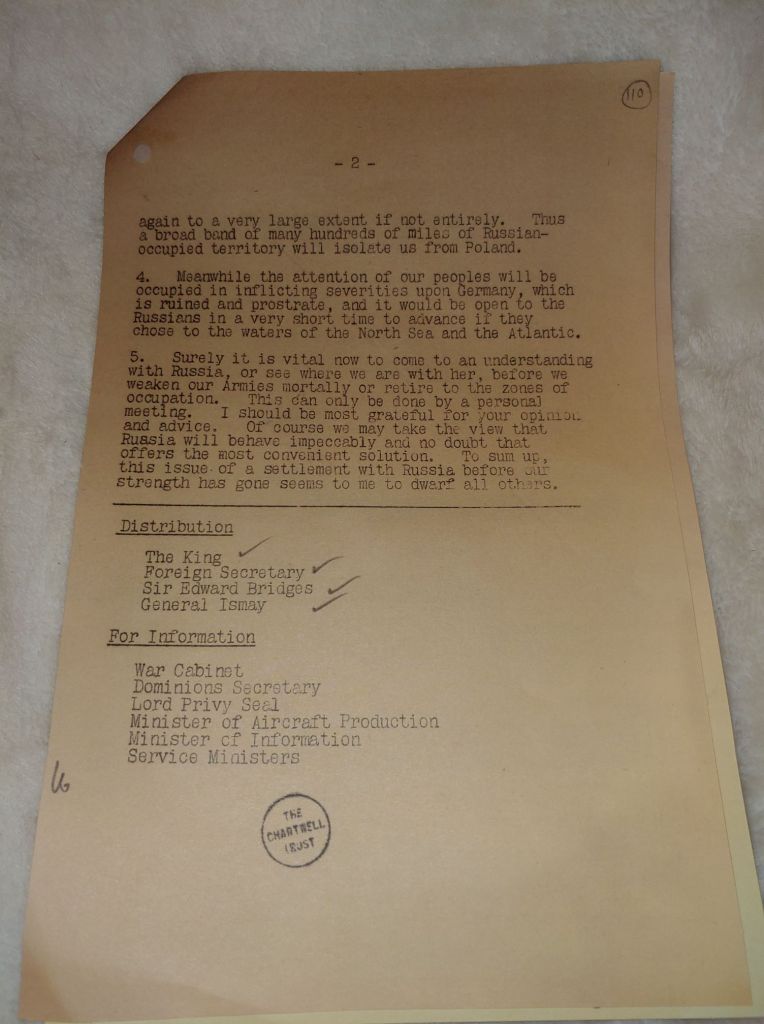 110
- 2 -
again to a very large extent if not entirely. Thus
a broad band of many hundreds of miles of Russian-
occupied territory will isolate us from Poland.
4. Meanwhile the attention of our peoples will be
occupied in inflicting severities upon Germany, which
is ruined and prostrate, and it would be open to the
Russians in a very short time to advance if they
chose to the waters of the North Sea and the Atlantic.
5. Surely it is vital now to come to an understanding
with Russia, or see where we are with her, before we
weaken our Armies mortally or retire to the zones of
occupation. This can only be done by a personal
meeting. I should be most grateful for your opinion
and advice. Of course we may take the view that
Russia will behave impeccably and no doubt that
offers the most convenient solution. To sum up,
this issue of a settlement with Russia before our
strength has gone seems to me to dwarf all others.
Distribution
The King
Foreign Secretary
Sir Edward Bridges
General Ismay
For Information
War Cabinet
Dominions Secretary
Lord Privy Seal
Minister of Aircraft Production
Minister of Information
Service Ministers
THE
CHARTWELL
TRUST